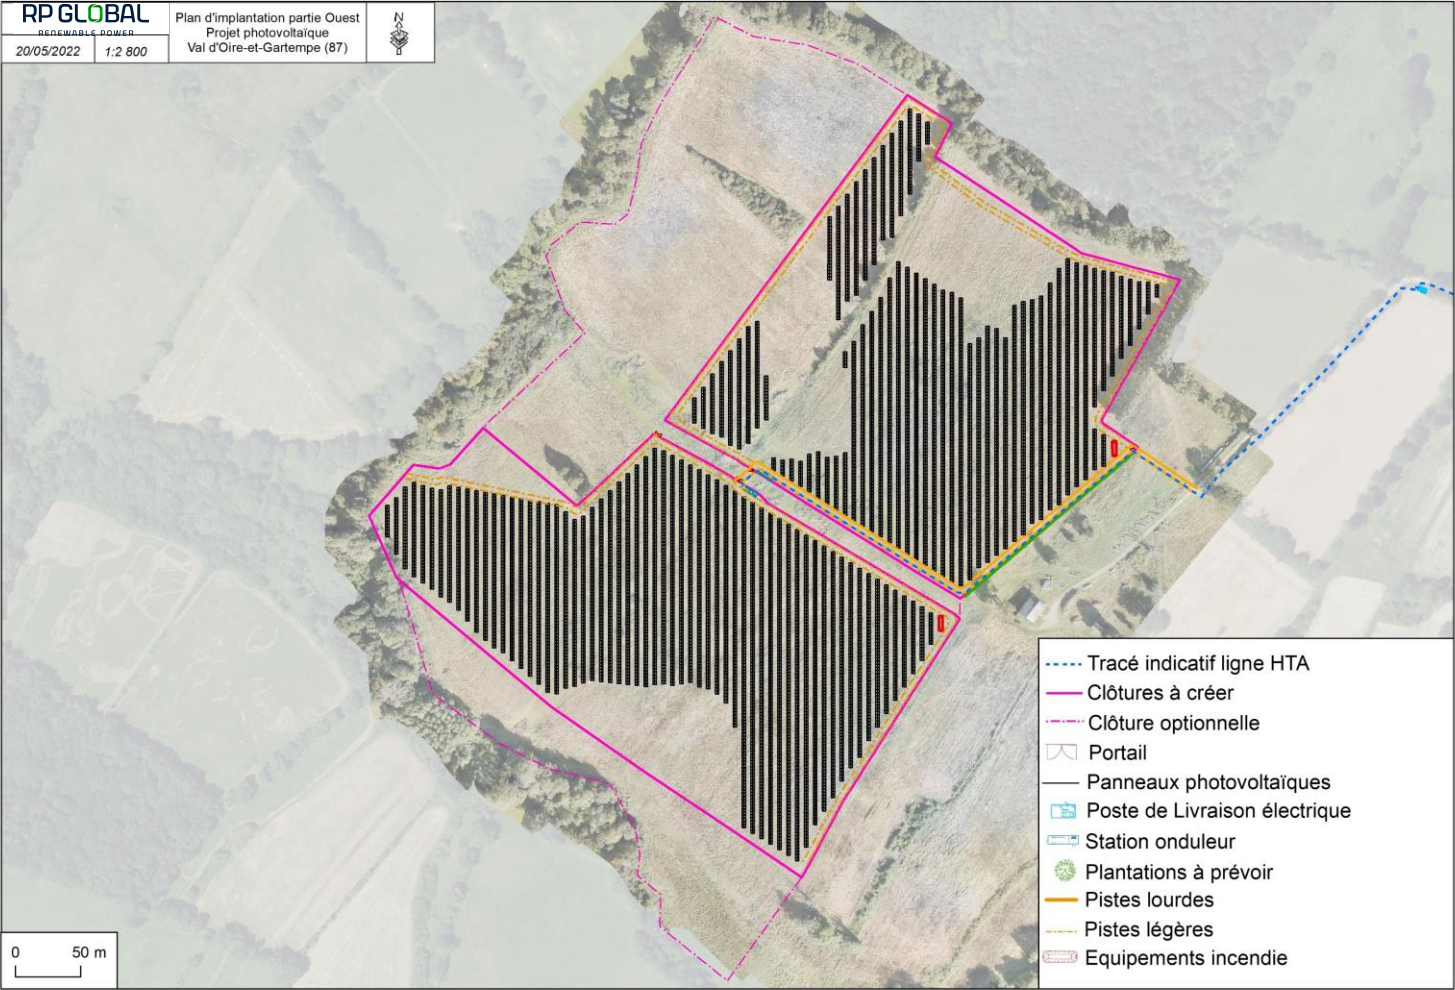 RP GLOBAL
RENEWABLE POWER
20/05/2022
1:2 800
Plan d'implantation partie Ouest
Projet photovoltaïque
Val d'Oire-et-Gartempe (87)
N
Tracé indicatif ligne HTA
Clôtures à créer
Clôture optionnelle
Portail
Panneaux photovoltaïques
Poste de Livraison électrique
Station onduleur
Plantations à prévoir
Pistes lourdes
Pistes légères
Equipements incendie
0 50 m